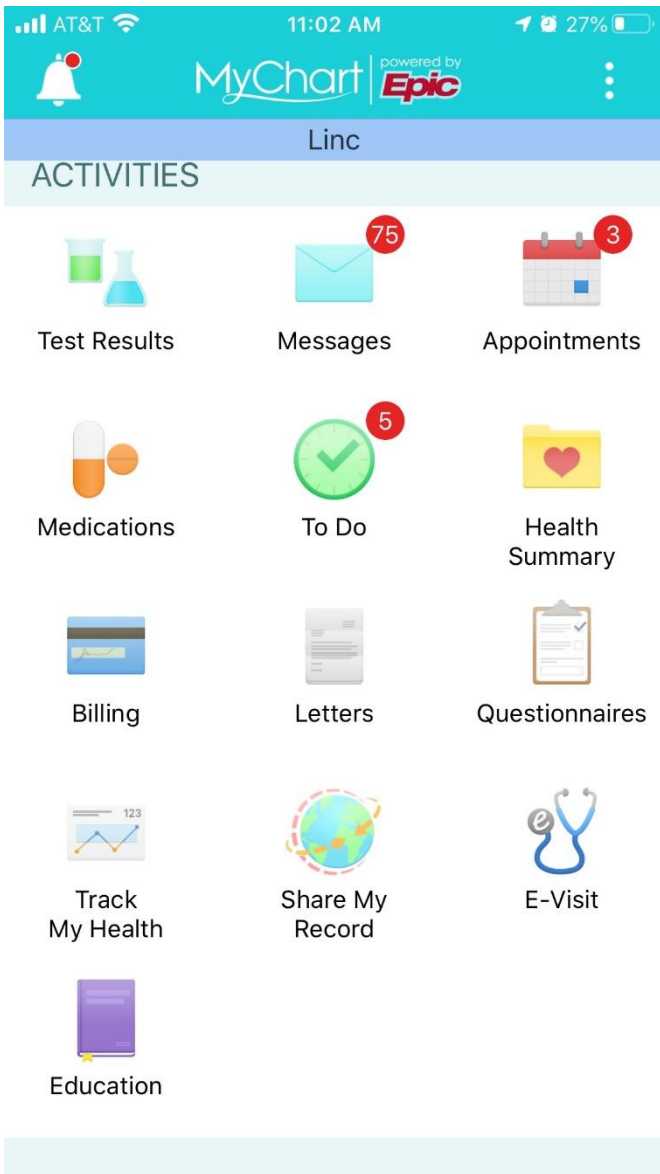 AT&T 11:02 AM 27%
MyChart powered by Epic
Linc
ACTIVITIES
75 3
Test Results Messages Appointments
5
Medications To Do Health
Summary
Billing Letters Questionnaires
123
e
Track Share My E-Visit
My Health Record
Education